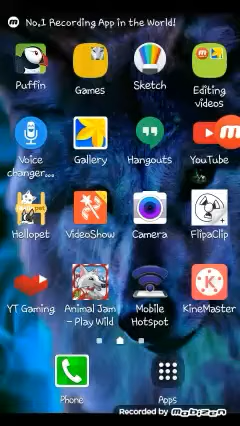 No.1 Recording App in the World!
Puffin
Games
Sketch
Editing
videos
Voice
changer...
Gallery
Hangouts
YouTube
Hellopet
VideoShow
Camera
FlipaClip
YT Gaming
Animal Jam
– Play Wild
Mobile
Hotspot
KineMaster
Phone
Apps
Recorded by Mobizen